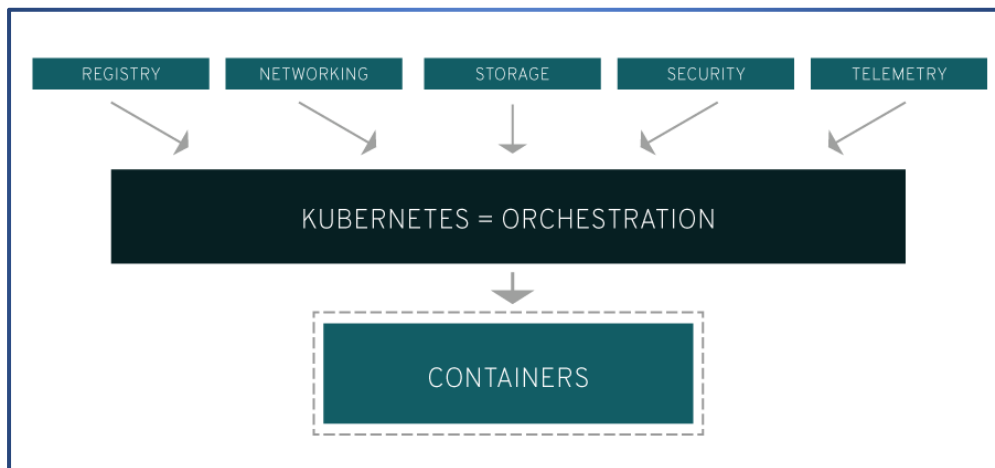 REGISTRY
NETWORKING
STORAGE
SECURITY
TELEMETRY
KUBERNETES = ORCHESTRATION
CONTAINERS